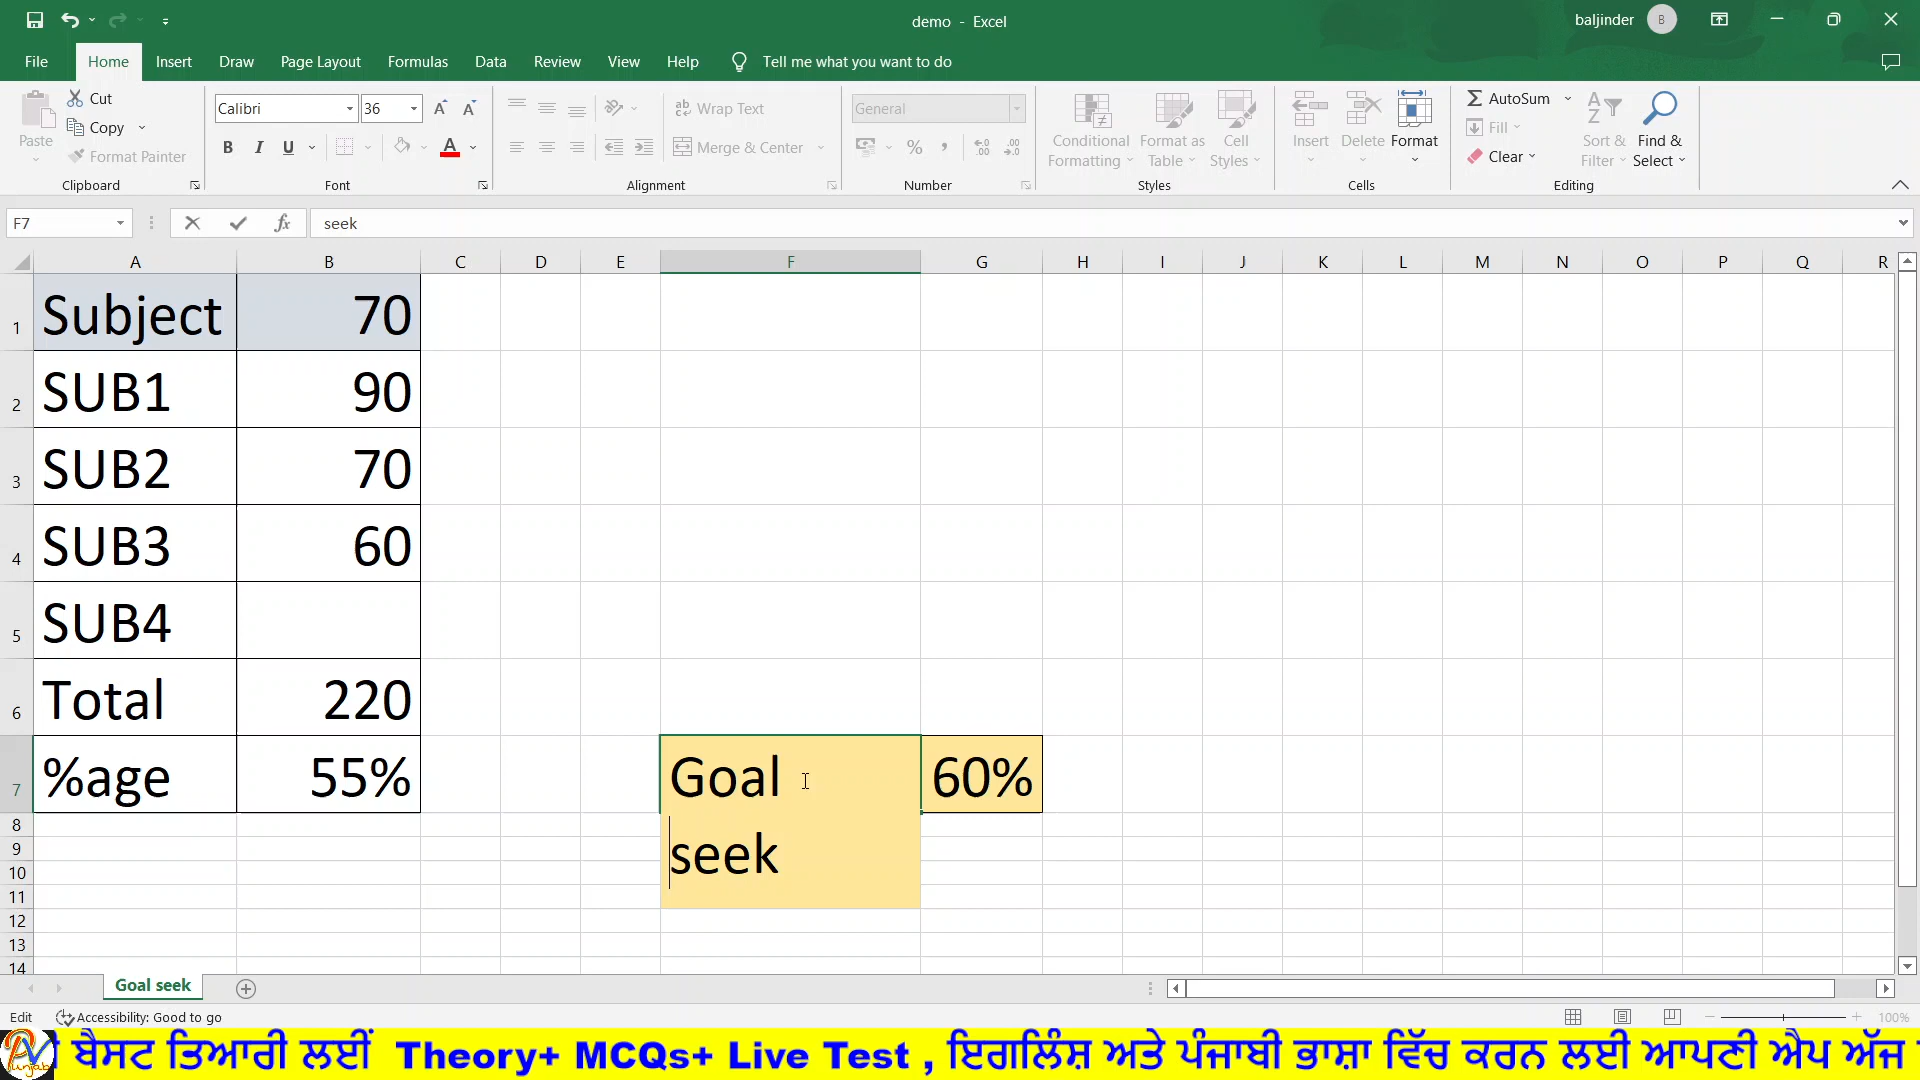 demo - Excel
baljinder B
File Home Insert Draw Page Layout Formulas Data Review View Help Tell me what you want to do
Cut
Copy
Format Painter
Paste
Clipboard
Calibri 36
B I U
Font
Wrap Text
Merge & Center
Alignment
General
Number
Conditional Formatting
Format as Table
Cell Styles
Styles
Insert Delete Format
Cells
AutoSum
Fill
Clear
Sort & Filter
Find & Select
Editing
F7 fx seek
A B C D E F G H I J K L M N O P Q R
1 Subject 70
2 SUB1 90
3 SUB2 70
4 SUB3 60
5 SUB4
6 Total 220
7 %age 55% Goal 60%
seek
8
9
10
11
12
13
14
Goal seek
Edit Accessibility: Good to go 100%
ਬੈਸਟ ਤਿਆਰੀ ਲਈਂ Theory+ MCQs+ Live Test , ਇਗਲਿੰਸ਼ ਅਤੇ ਪੰਜਾਬੀ ਭਾਸ਼ਾ ਵਿੱਚ ਕਰਨ ਲਈ ਆਪਣੀ ਐਪ ਅੱਜ